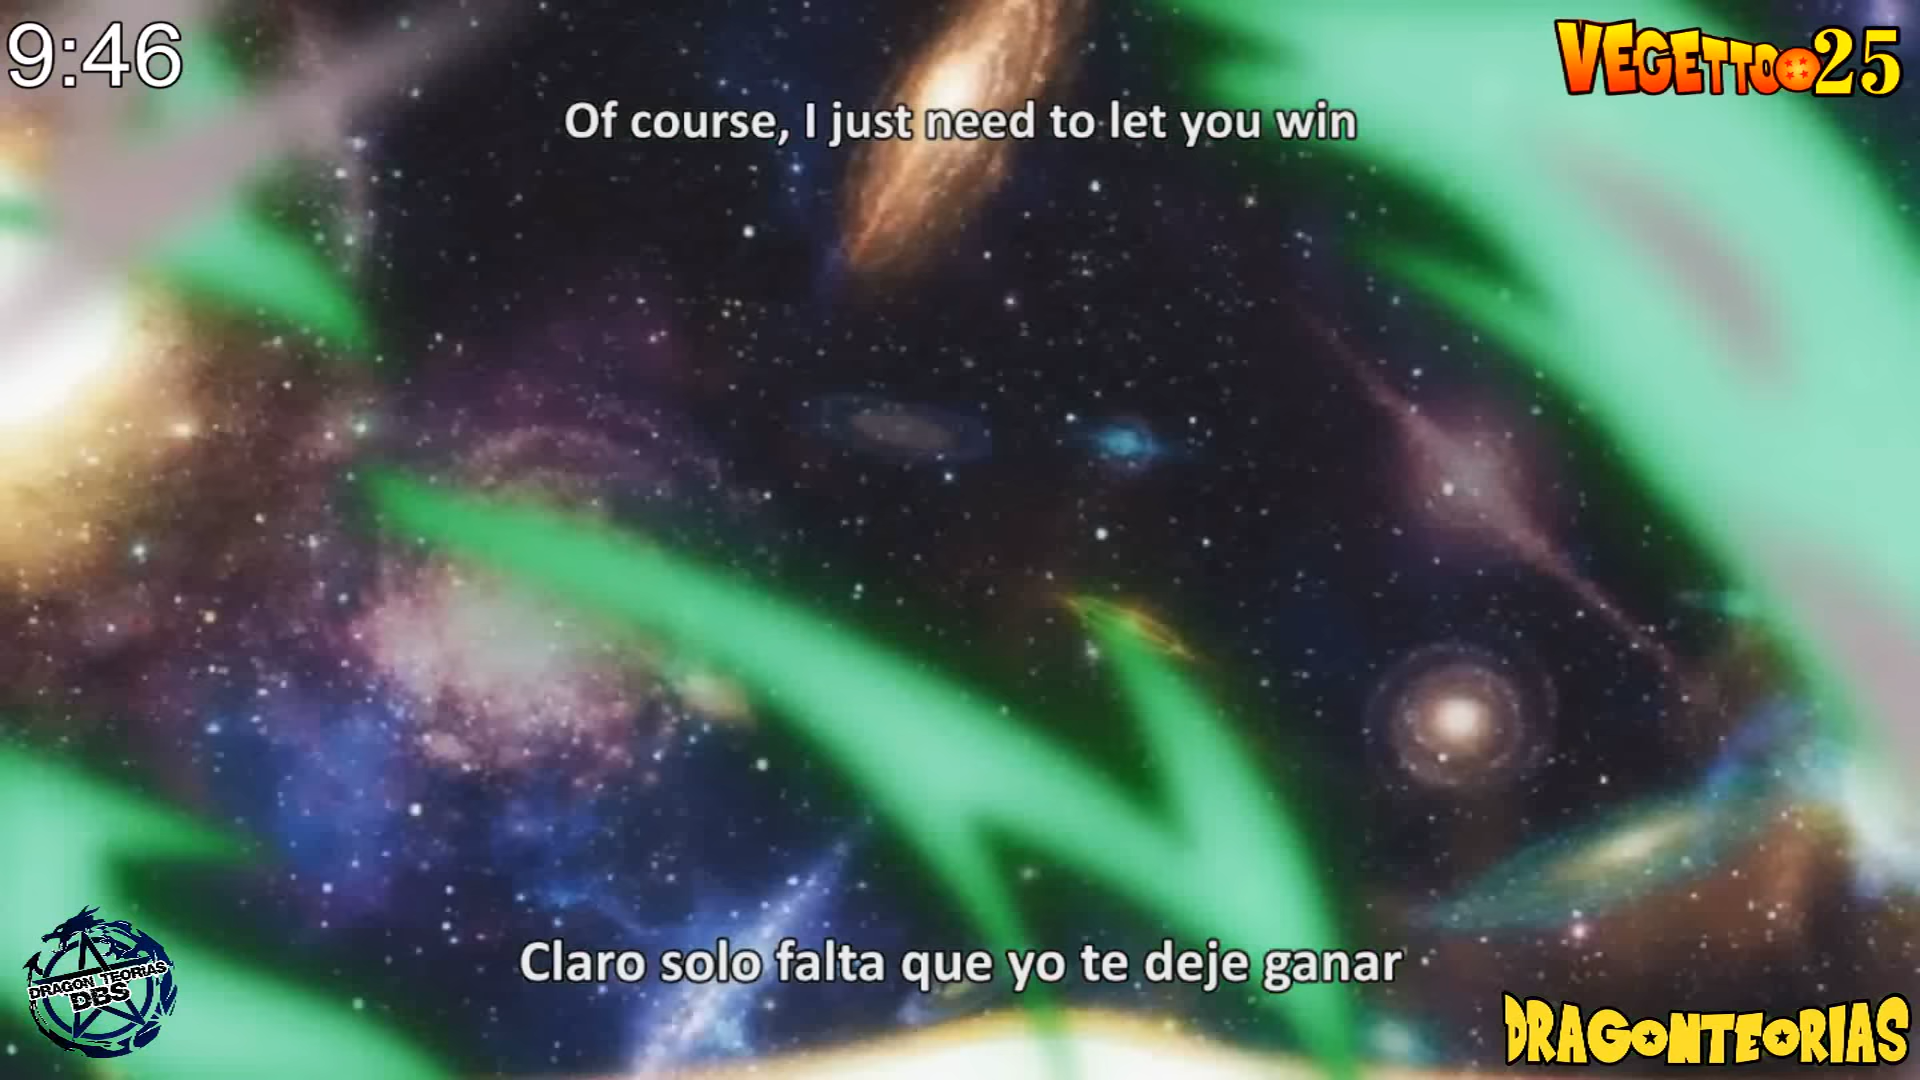 9:46
VEGETTO25
Of course, I just need to let you win
Claro solo falta que yo te deje ganar
DRAGON TEORIAS
DBS
DRAGONTEORIAS